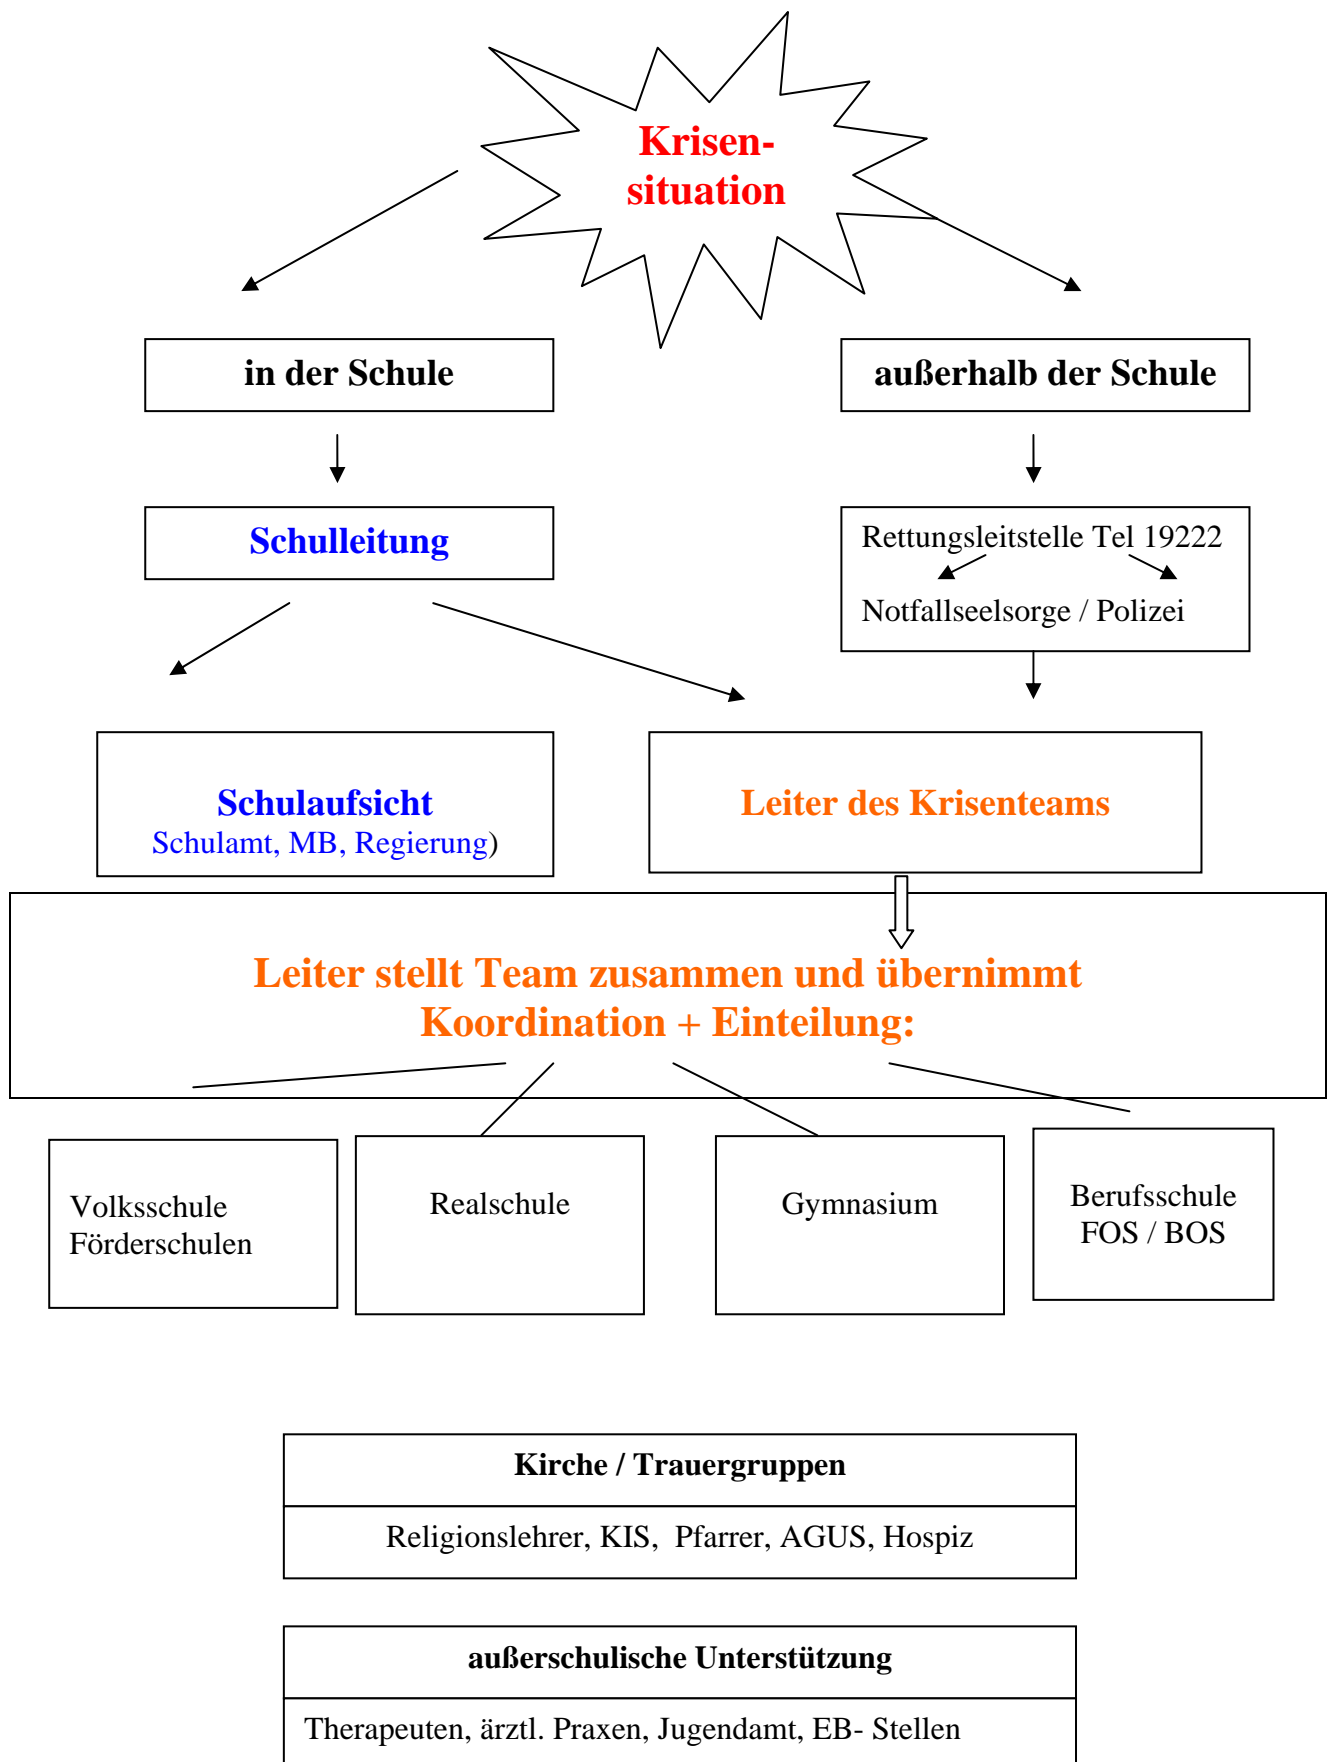 Krisen-
situation
in der Schule
außerhalb der Schule
Schulleitung
Rettungsleitstelle Tel 19222
Notfallseelsorge / Polizei
Schulaufsicht
Schulamt, MB, Regierung)
Leiter des Krisenteams
Leiter stellt Team zusammen und übernimmt
Koordination + Einteilung:
Volksschule
Förderschulen
Realschule
Gymnasium
Berufsschule
FOS / BOS
Kirche / Trauergruppen
Religionslehrer, KIS, Pfarrer, AGUS, Hospiz
außerschulische Unterstützung
Therapeuten, ärztl. Praxen, Jugendamt, EB- Stellen